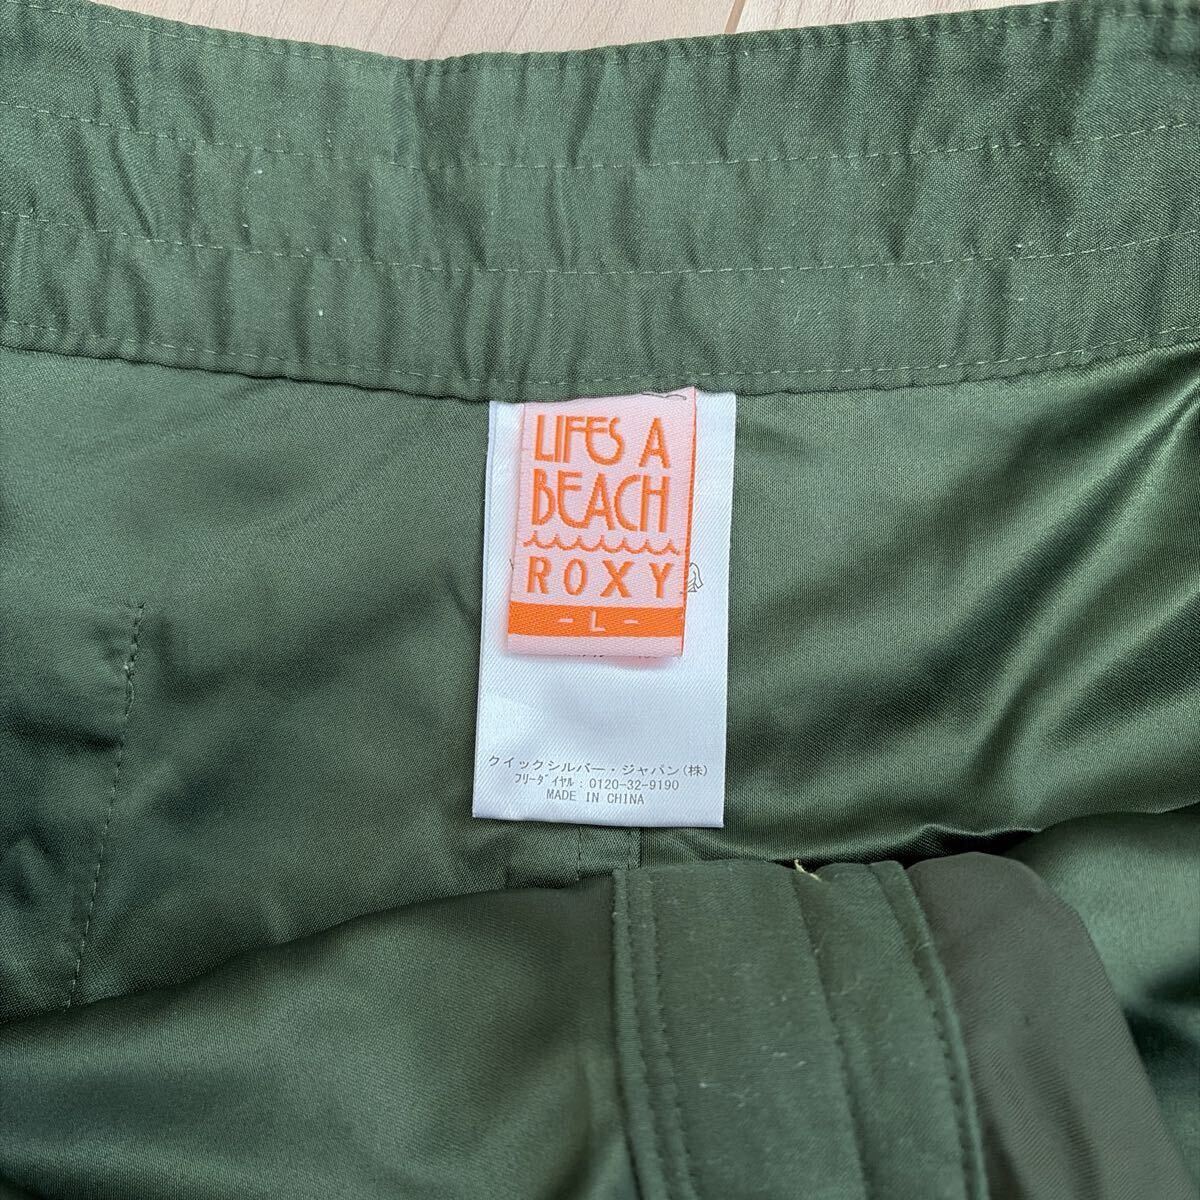 LIFES A
BEACH
ROXY
- L -
クイックシルバー・ジャパン(株)
ﾌﾘｰﾀﾞｲﾔﾙ : 0120-32-9190
MADE IN CHINA